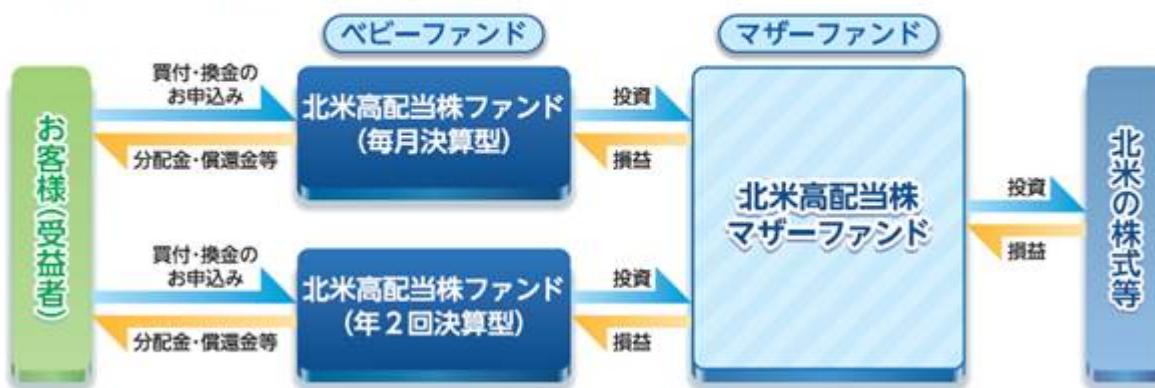 ベビーファンド
マザーファンド
お客様(受益者)
買付・換金の
お申込み
分配金・償還金等
北米高配当株ファンド
(毎月決算型)
投資
損益
買付・換金の
お申込み
分配金・償還金等
北米高配当株ファンド
(年2回決算型)
投資
損益
北米高配当株
マザーファンド
投資
損益
北米の株式等